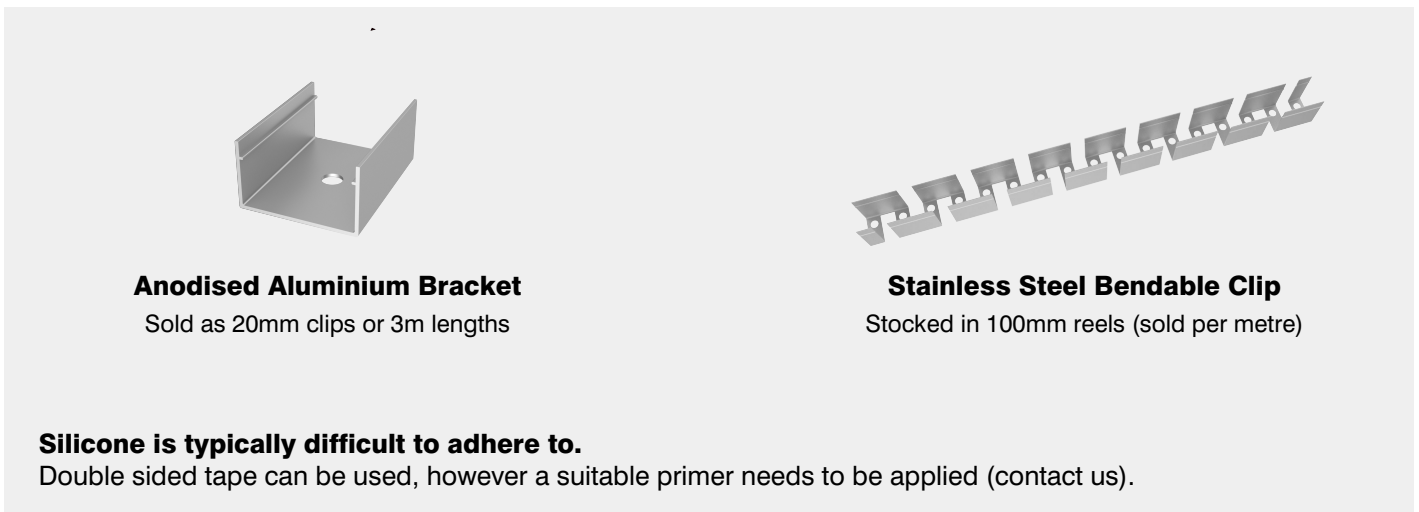 Anodised Aluminium Bracket
Sold as 20mm clips or 3m lengths
Stainless Steel Bendable Clip
Stocked in 100mm reels (sold per metre)
Silicone is typically difficult to adhere to.
Double sided tape can be used, however a suitable primer needs to be applied (contact us).